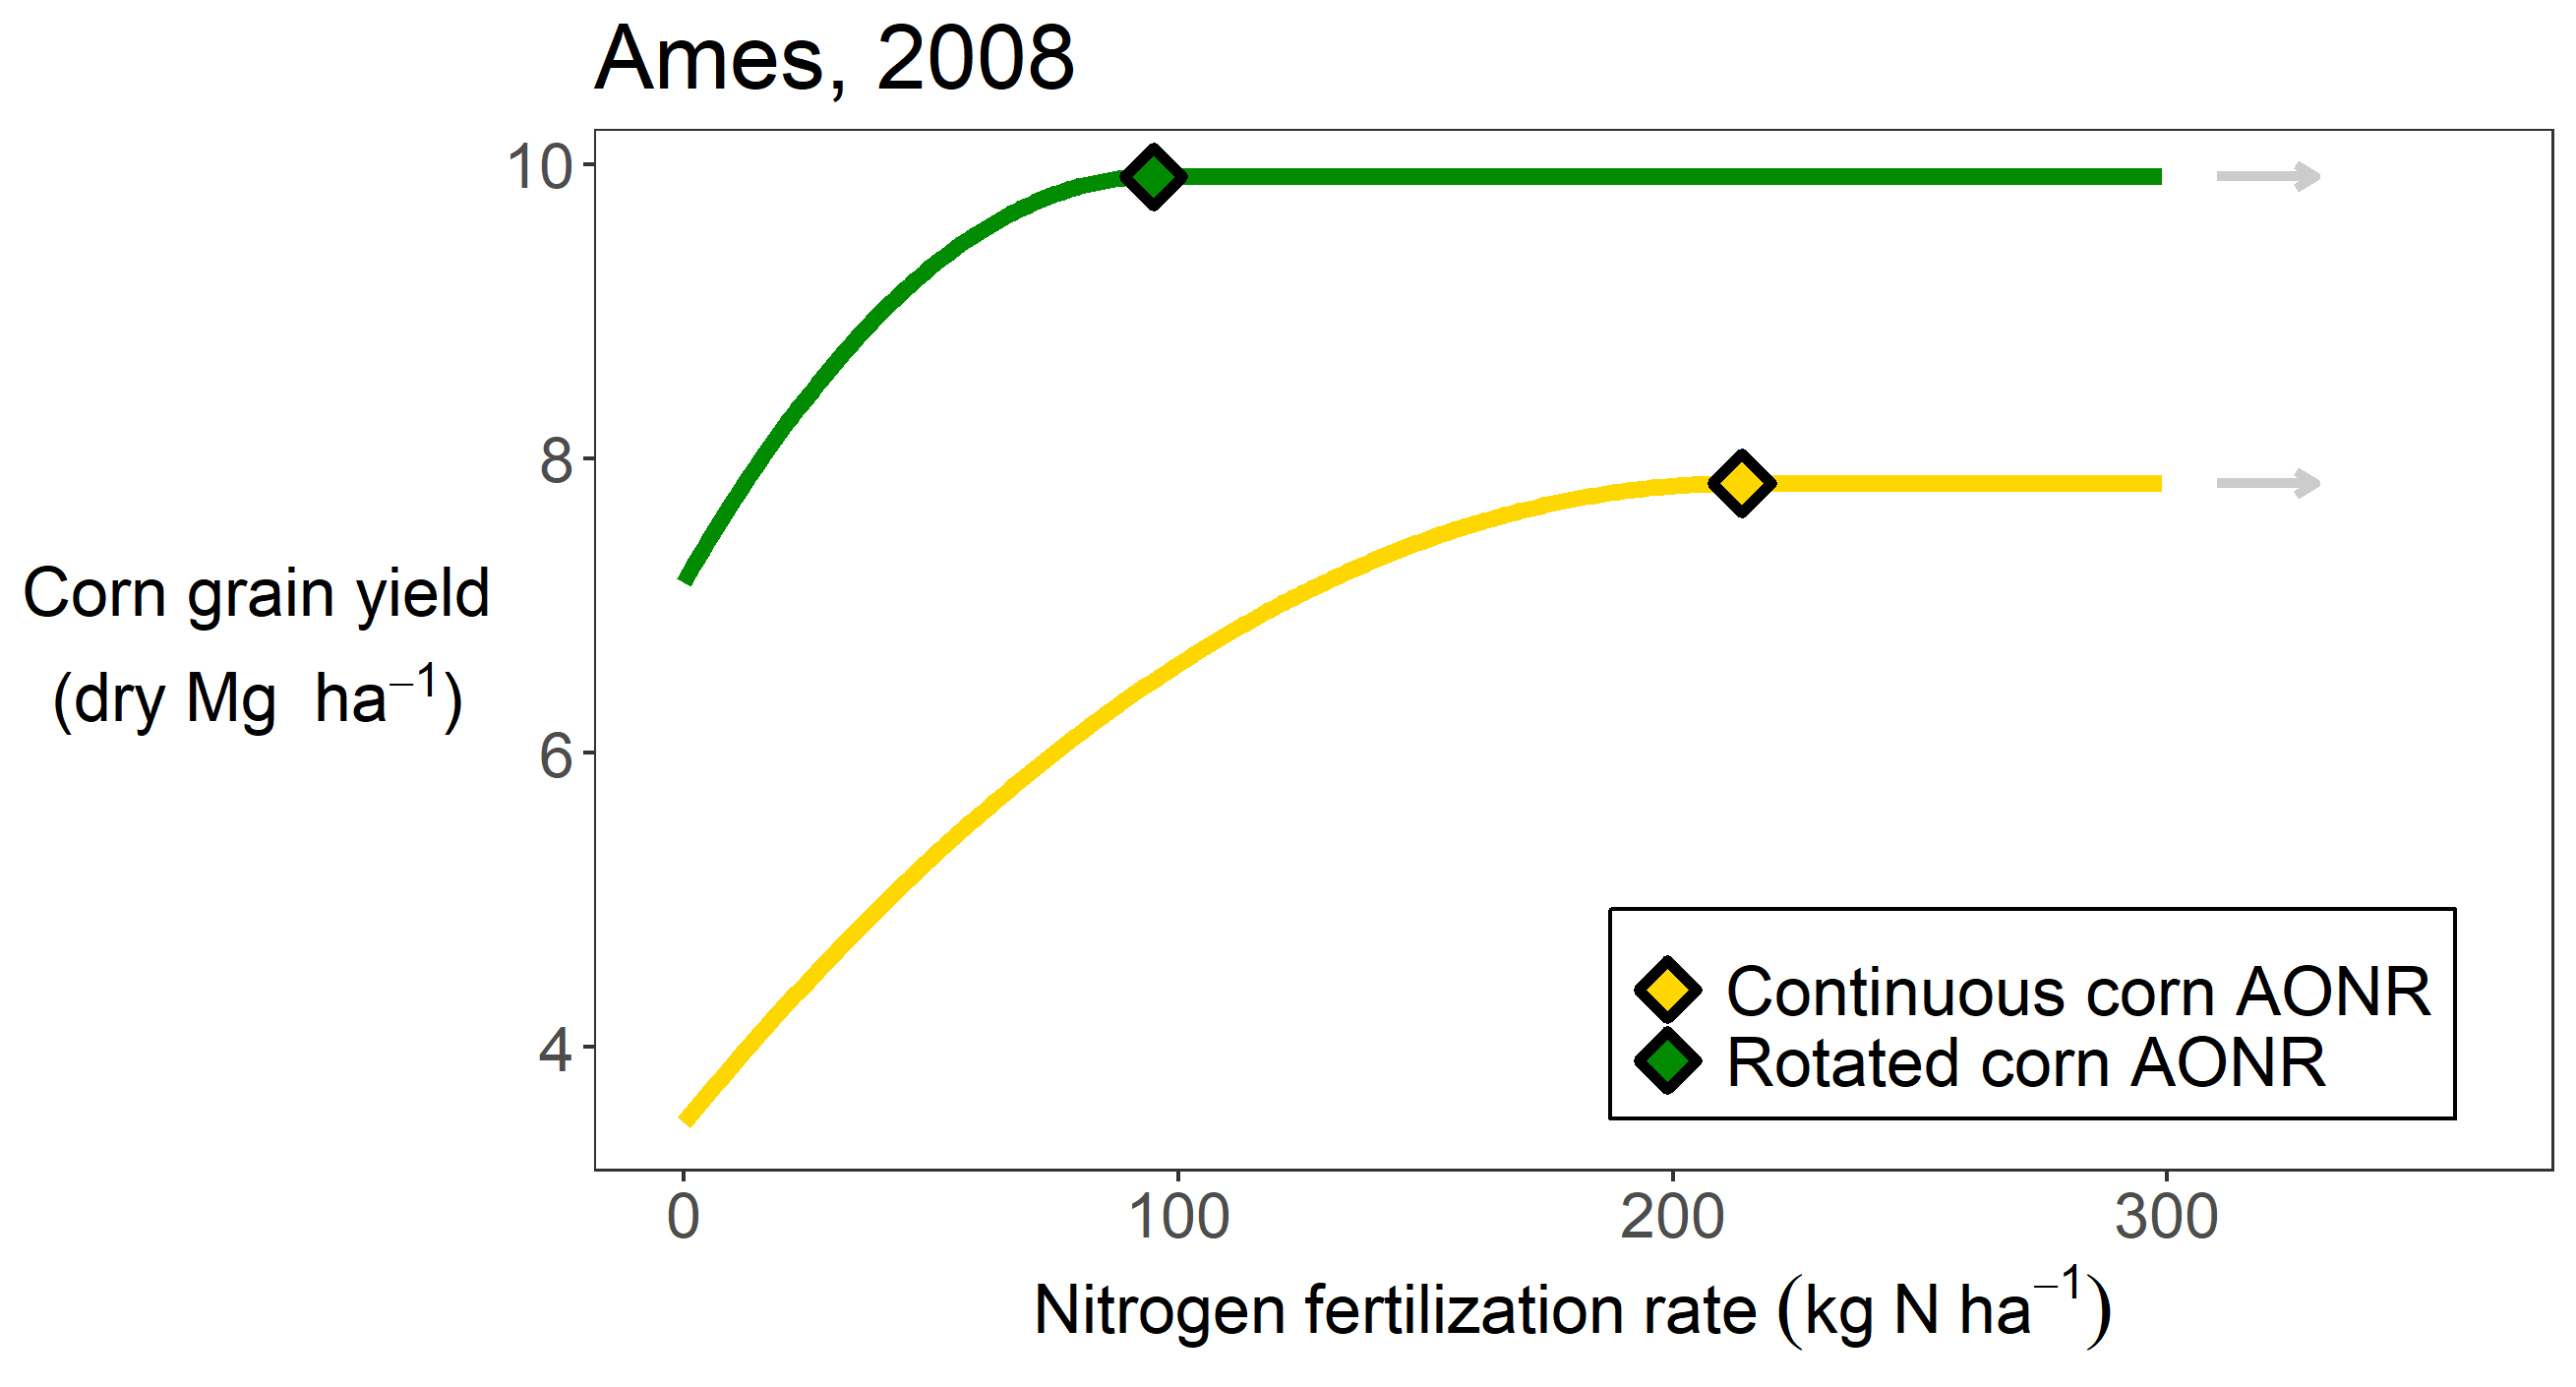 Ames, 2008
10
8
6
4
Corn grain yield
(dry Mg ha⁻¹)
Continuous corn AONR
Rotated corn AONR
0 100 200 300
Nitrogen fertilization rate (kg N ha⁻¹)